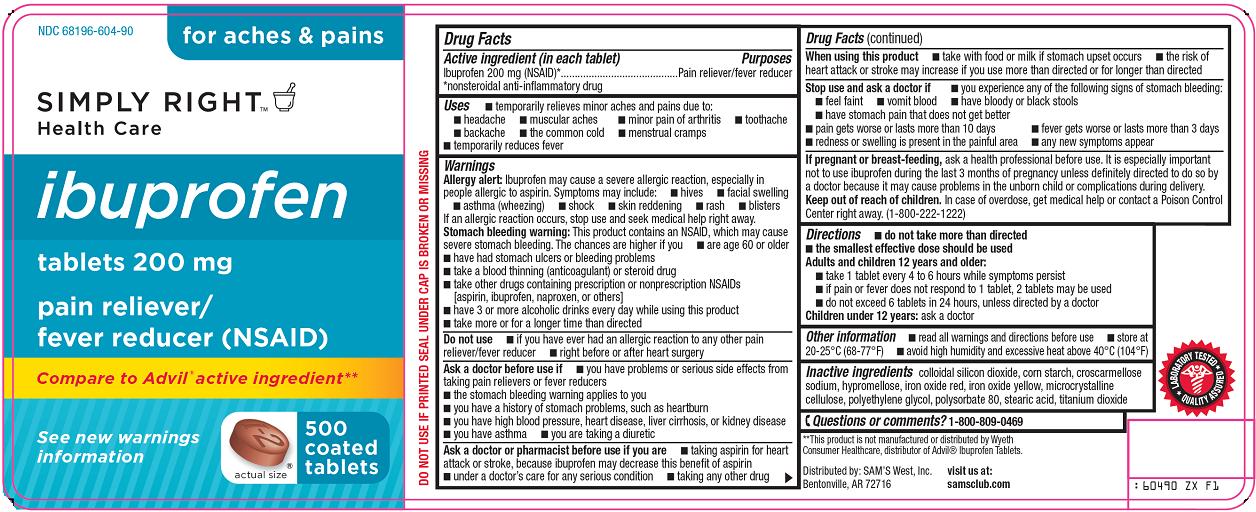 NDC 68196-604-90
for aches & pains
SIMPLY RIGHT™
Health Care
ibuprofen
tablets 200 mg
pain reliever/
fever reducer (NSAID)
Compare to Advil® active ingredient**
See new warnings
information
actual size®
500
coated
tablets
DO NOT USE IF PRINTED SEAL UNDER CAP IS BROKEN OR MISSING
Drug Facts
Active ingredient (in each tablet) Purposes
Ibuprofen 200 mg (NSAID)*............................................Pain reliever/fever reducer
*nonsteroidal anti-inflammatory drug
Uses ■ temporarily relieves minor aches and pains due to:
■ headache ■ muscular aches ■ minor pain of arthritis ■ toothache
■ backache ■ the common cold ■ menstrual cramps
■ temporarily reduces fever
Warnings
Allergy alert: Ibuprofen may cause a severe allergic reaction, especially in
people allergic to aspirin. Symptoms may include: ■ hives ■ facial swelling
■ asthma (wheezing) ■ shock ■ skin reddening ■ rash ■ blisters
If an allergic reaction occurs, stop use and seek medical help right away.
Stomach bleeding warning: This product contains an NSAID, which may cause
severe stomach bleeding. The chances are higher if you ■ are age 60 or older
■ have had stomach ulcers or bleeding problems
■ take a blood thinning (anticoagulant) or steroid drug
■ take other drugs containing prescription or nonprescription NSAIDs
[aspirin, ibuprofen, naproxen, or others]
■ have 3 or more alcoholic drinks every day while using this product
■ take more or for a longer time than directed
Do not use ■ if you have ever had an allergic reaction to any other pain
reliever/fever reducer ■ right before or after heart surgery
Ask a doctor before use if ■ you have problems or serious side effects from
taking pain relievers or fever reducers
■ the stomach bleeding warning applies to you
■ you have a history of stomach problems, such as heartburn
■ you have high blood pressure, heart disease, liver cirrhosis, or kidney disease
■ you have asthma ■ you are taking a diuretic
Ask a doctor or pharmacist before use if you are ■ taking aspirin for heart
attack or stroke, because ibuprofen may decrease this benefit of aspirin
■ under a doctor's care for any serious condition ■ taking any other drug
Drug Facts (continued)
When using this product ■ take with food or milk if stomach upset occurs ■ the risk of
heart attack or stroke may increase if you use more than directed or for longer than directed
Stop use and ask a doctor if ■ you experience any of the following signs of stomach bleeding:
■ feel faint ■ vomit blood ■ have bloody or black stools
■ have stomach pain that does not get better
■ pain gets worse or lasts more than 10 days ■ fever gets worse or lasts more than 3 days
■ redness or swelling is present in the painful area ■ any new symptoms appear
If pregnant or breast-feeding, ask a health professional before use. It is especially important
not to use ibuprofen during the last 3 months of pregnancy unless definitely directed to do so by
a doctor because it may cause problems in the unborn child or complications during delivery.
Keep out of reach of children. In case of overdose, get medical help or contact a Poison Control
Center right away. (1-800-222-1222)
Directions ■ do not take more than directed
■ the smallest effective dose should be used
Adults and children 12 years and older:
■ take 1 tablet every 4 to 6 hours while symptoms persist
■ if pain or fever does not respond to 1 tablet, 2 tablets may be used
■ do not exceed 6 tablets in 24 hours, unless directed by a doctor
Children under 12 years: ask a doctor
Other information ■ read all warnings and directions before use ■ store at
20-25°C (68-77°F) ■ avoid high humidity and excessive heat above 40°C (104°F)
Inactive ingredients colloidal silicon dioxide, corn starch, croscarmellose
sodium, hypromellose, iron oxide red, iron oxide yellow, microcrystalline
cellulose, polyethylene glycol, polysorbate 80, stearic acid, titanium dioxide
Questions or comments? 1-800-809-0469
**This product is not manufactured or distributed by Wyeth
Consumer Healthcare, distributor of Advil® Ibuprofen Tablets.
Distributed by: SAM'S West, Inc.
Bentonville, AR 72716
visit us at:
samsclub.com
LABORATORY TESTED
QUALITY ASSURED
: 60490 ZX F1